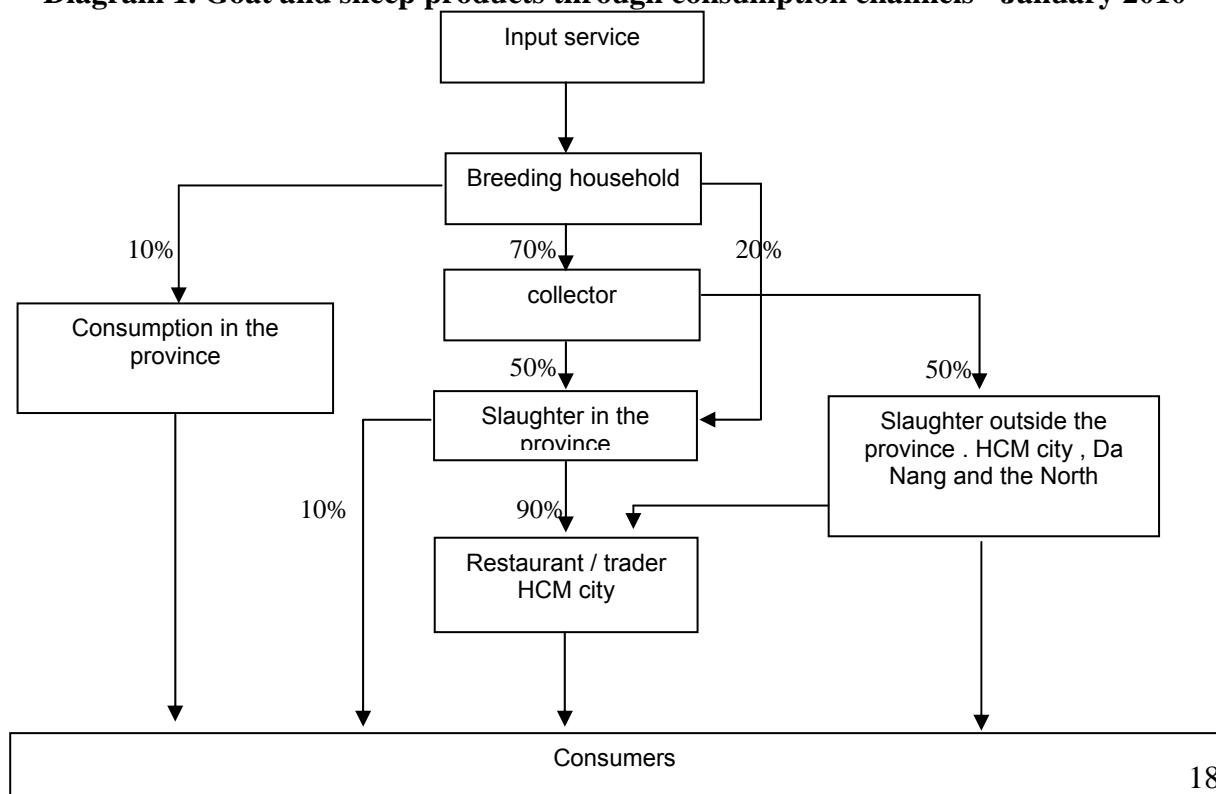 Diagram 1. Goat and sheep products through consumption channels - January 2010
Input service
Breeding household
10%
70%
20%
collector
Consumption in the
province
50%
50%
Slaughter in the
province
Slaughter outside the
province . HCM city , Da
Nang and the North
10%
90%
Restaurant / trader
HCM city
Consumers
18